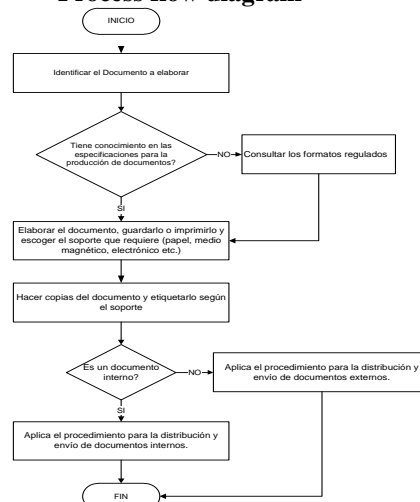 Process flow diagram
INICIO
Identificar el Documento a elaborar
Tiene conocimiento en las
especificaciones para la
producción de documentos?
NO
Consultar los formatos regulados
SI
Elaborar el documento, guardarlo o imprimirlo y
escoger el soporte que requiere (papel, medio
magnético, electrónico etc.)
Hacer copias del documento y etiquetarlo según
el soporte
Es un documento
interno?
NO
Aplica el procedimiento para la distribución y
envío de documentos externos.
SI
Aplica el procedimiento para la distribución y
envío de documentos internos.
FIN